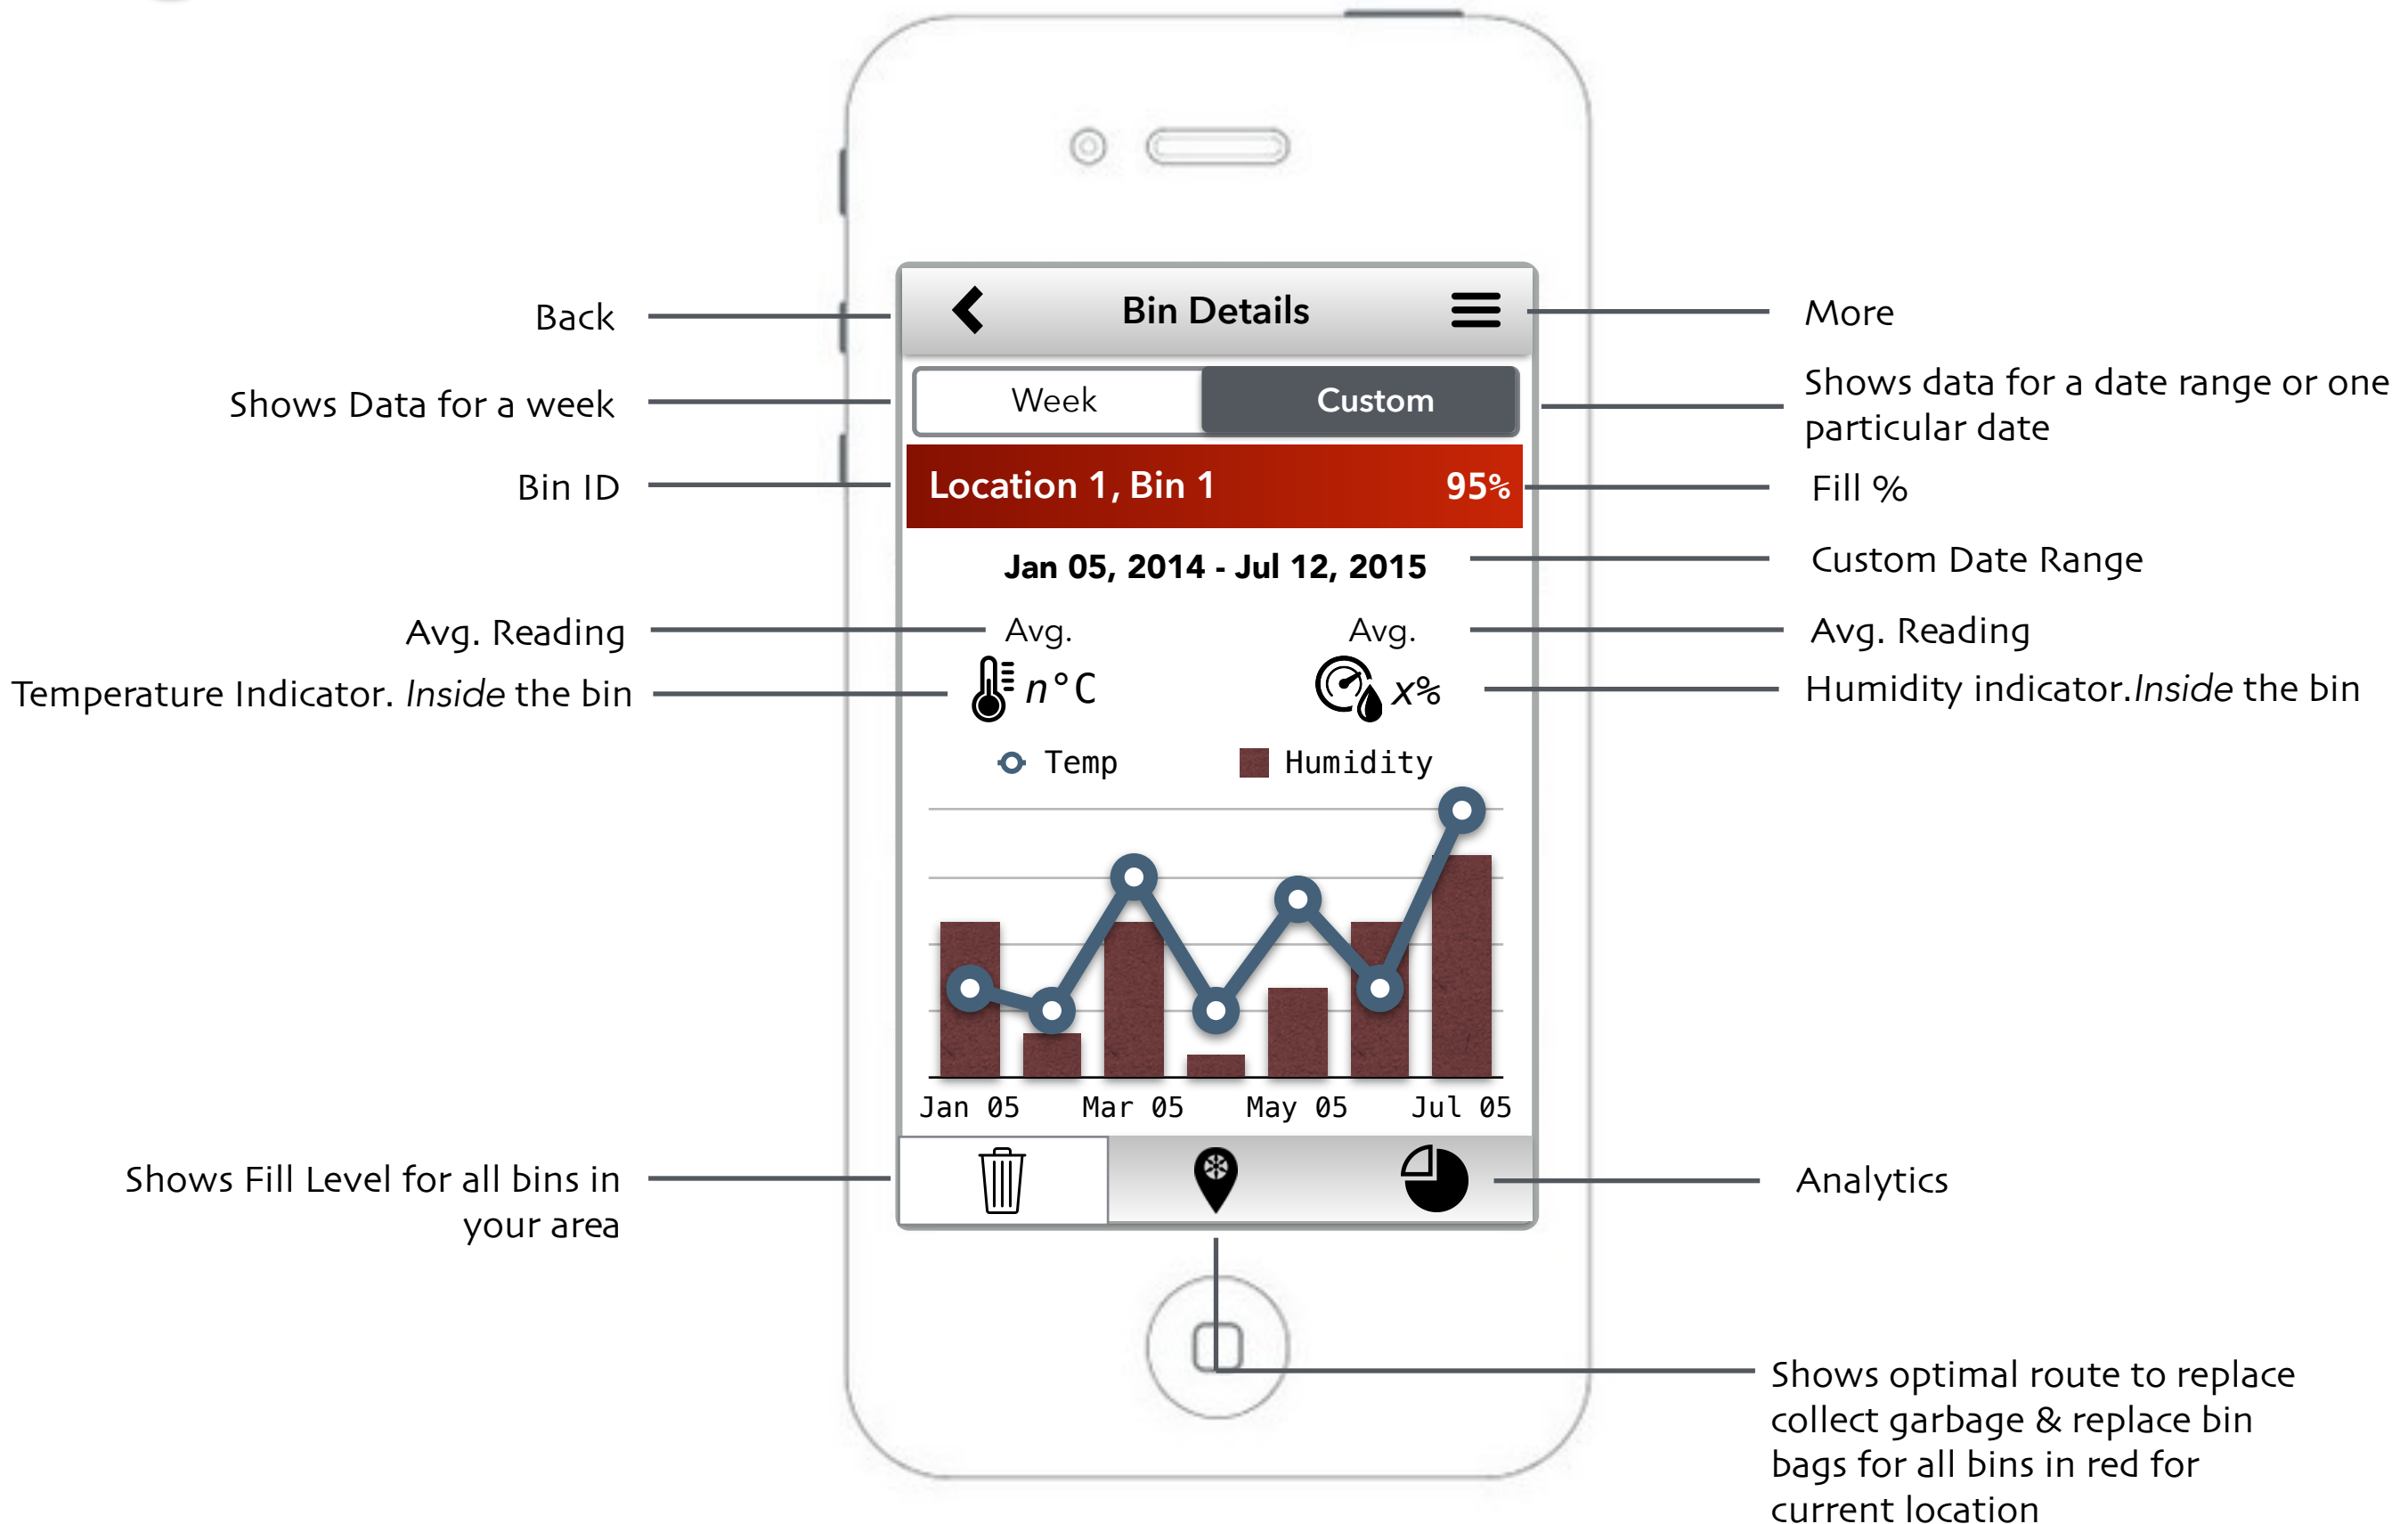 Back
Bin Details
More
Shows Data for a week
Week
Custom
Shows data for a date range or one
particular date
Bin ID
Location 1, Bin 1
95%
Fill %
Jan 05, 2014 - Jul 12, 2015
Custom Date Range
Avg. Reading
Avg.
Avg.
Avg. Reading
Temperature Indicator. Inside the bin
n°C
x%
Humidity indicator.Inside the bin
Temp
Humidity
Jan 05
Mar 05
May 05
Jul 05
Shows Fill Level for all bins in
your area
Analytics
Shows optimal route to replace
collect garbage & replace bin
bags for all bins in red for
current location